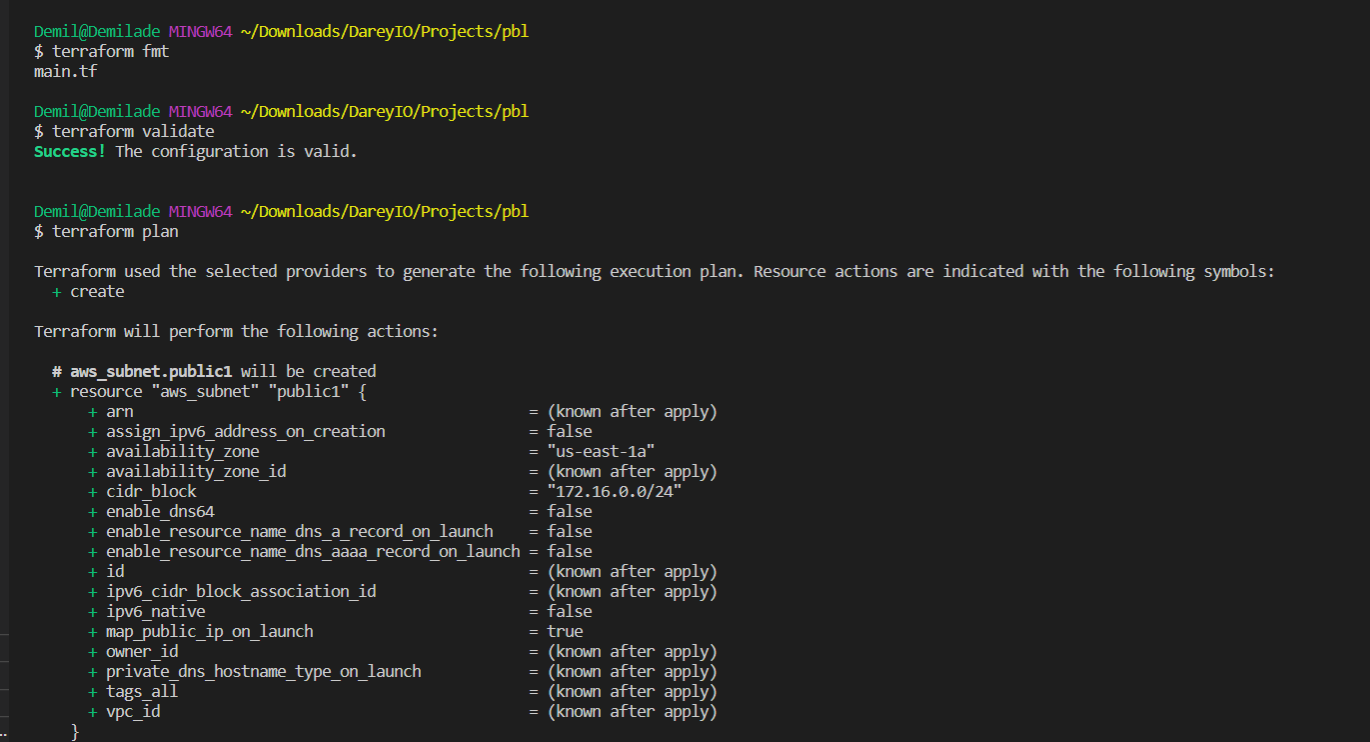 Demil@Demilade MINGW64 ~/Downloads/DareyIO/Projects/pbl
$ terraform fmt
main.tf
Demil@Demilade MINGW64 ~/Downloads/DareyIO/Projects/pbl
$ terraform validate
Success! The configuration is valid.
Demil@Demilade MINGW64 ~/Downloads/DareyIO/Projects/pbl
$ terraform plan
Terraform used the selected providers to generate the following execution plan. Resource actions are indicated with the following symbols:
+ create
Terraform will perform the following actions:
# aws_subnet.public1 will be created
+ resource "aws_subnet" "public1" {
+ arn = (known after apply)
+ assign_ipv6_address_on_creation = false
+ availability_zone = "us-east-1a"
+ availability_zone_id = (known after apply)
+ cidr_block = "172.16.0.0/24"
+ enable_dns64 = false
+ enable_resource_name_dns_a_record_on_launch = false
+ enable_resource_name_dns_aaaa_record_on_launch = false
+ id = (known after apply)
+ ipv6_cidr_block_association_id = (known after apply)
+ ipv6_native = false
+ map_public_ip_on_launch = true
+ owner_id = (known after apply)
+ private_dns_hostname_type_on_launch = (known after apply)
+ tags_all = (known after apply)
+ vpc_id = (known after apply)
}